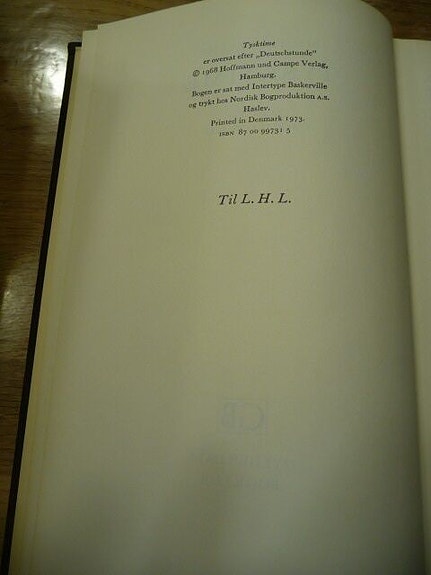 Tysktime
er oversat efter „Deutschstunde"
© 1968 Hoffmann und Campe Verlag,
Hamburg.
Bogen er sat med Intertype Baskerville
og trykt hos Nordisk Bogproduktion a.s.
Haslev.
Printed in Denmark 1973.
ISBN 87 00 99731 5
Til L. H. L.